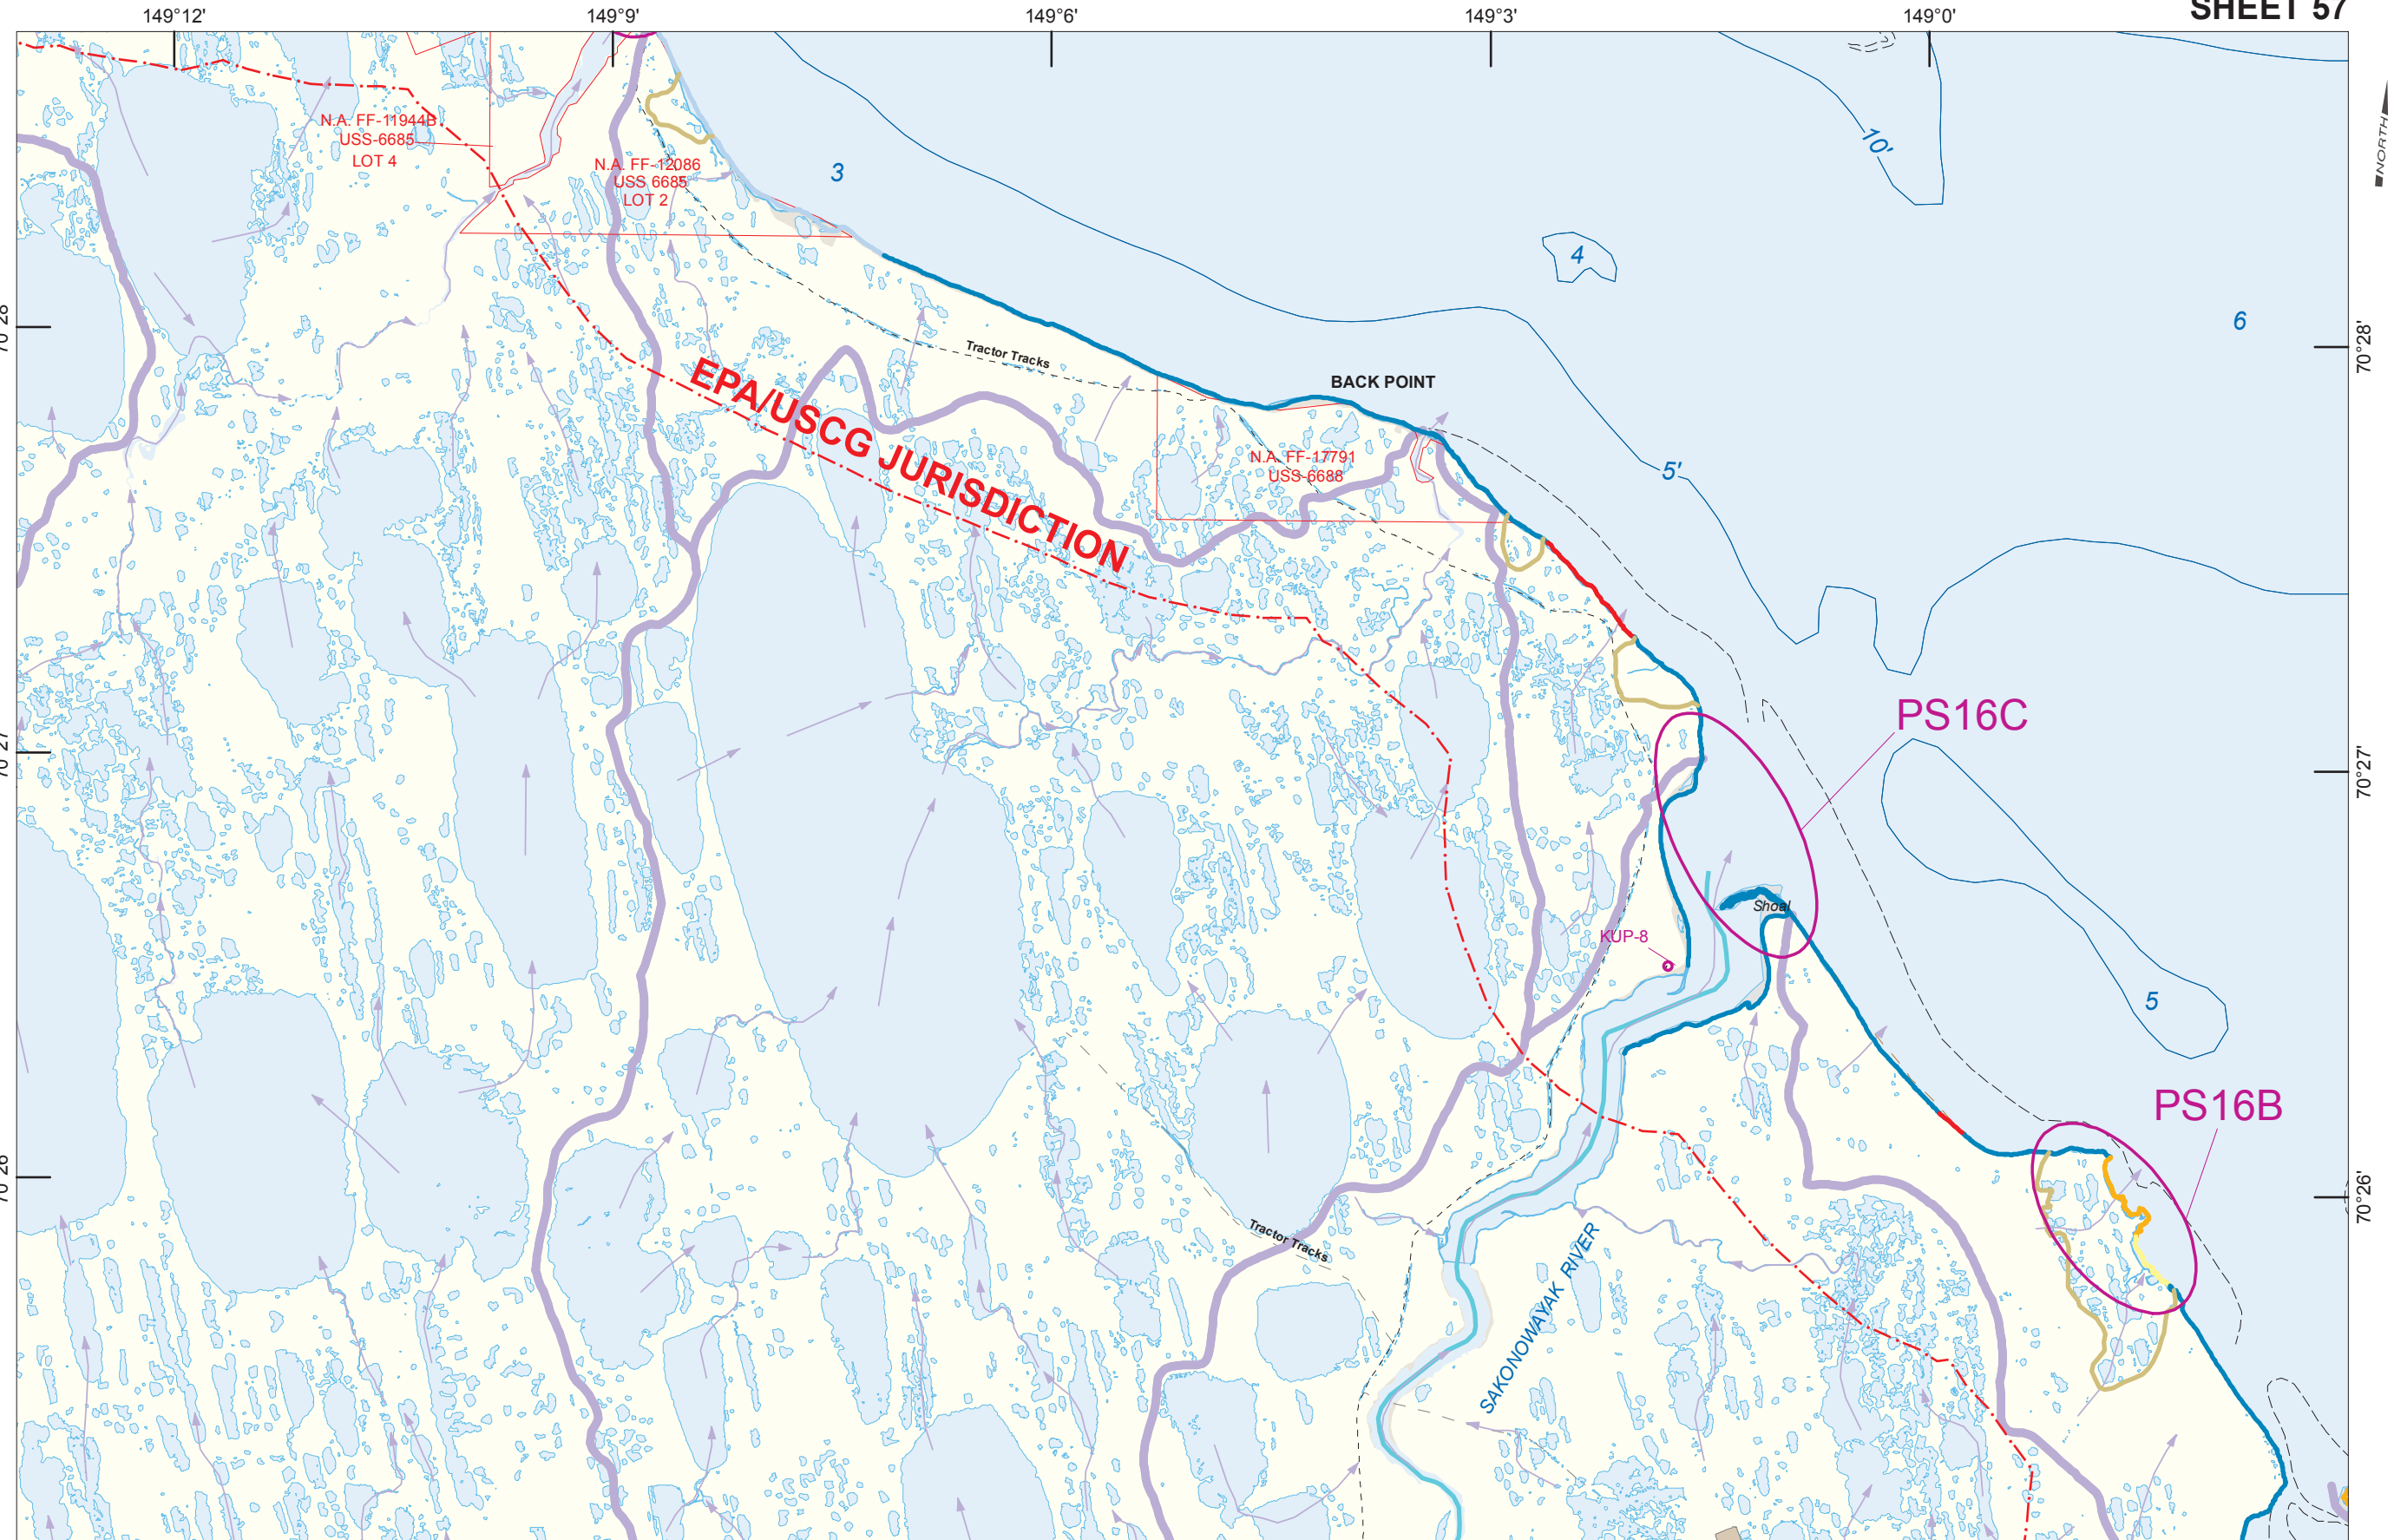 SHEET 57
149°12'
149°9'
149°6'
149°3'
149°0'
NORTH
10'
N.A. FF-11944B
USS-6685
LOT 4
N.A. FF-12086
USS 6685
LOT 2
3
4
6
70°28'
Tractor Tracks
BACK POINT
EPA/USCG JURISDICTION
N.A. FF-17791
USS-6688
5'
PS16C
70°27'
Shoal
KUP-8
5
PS16B
70°26'
Tractor Tracks
SAKONOWAYAK RIVER